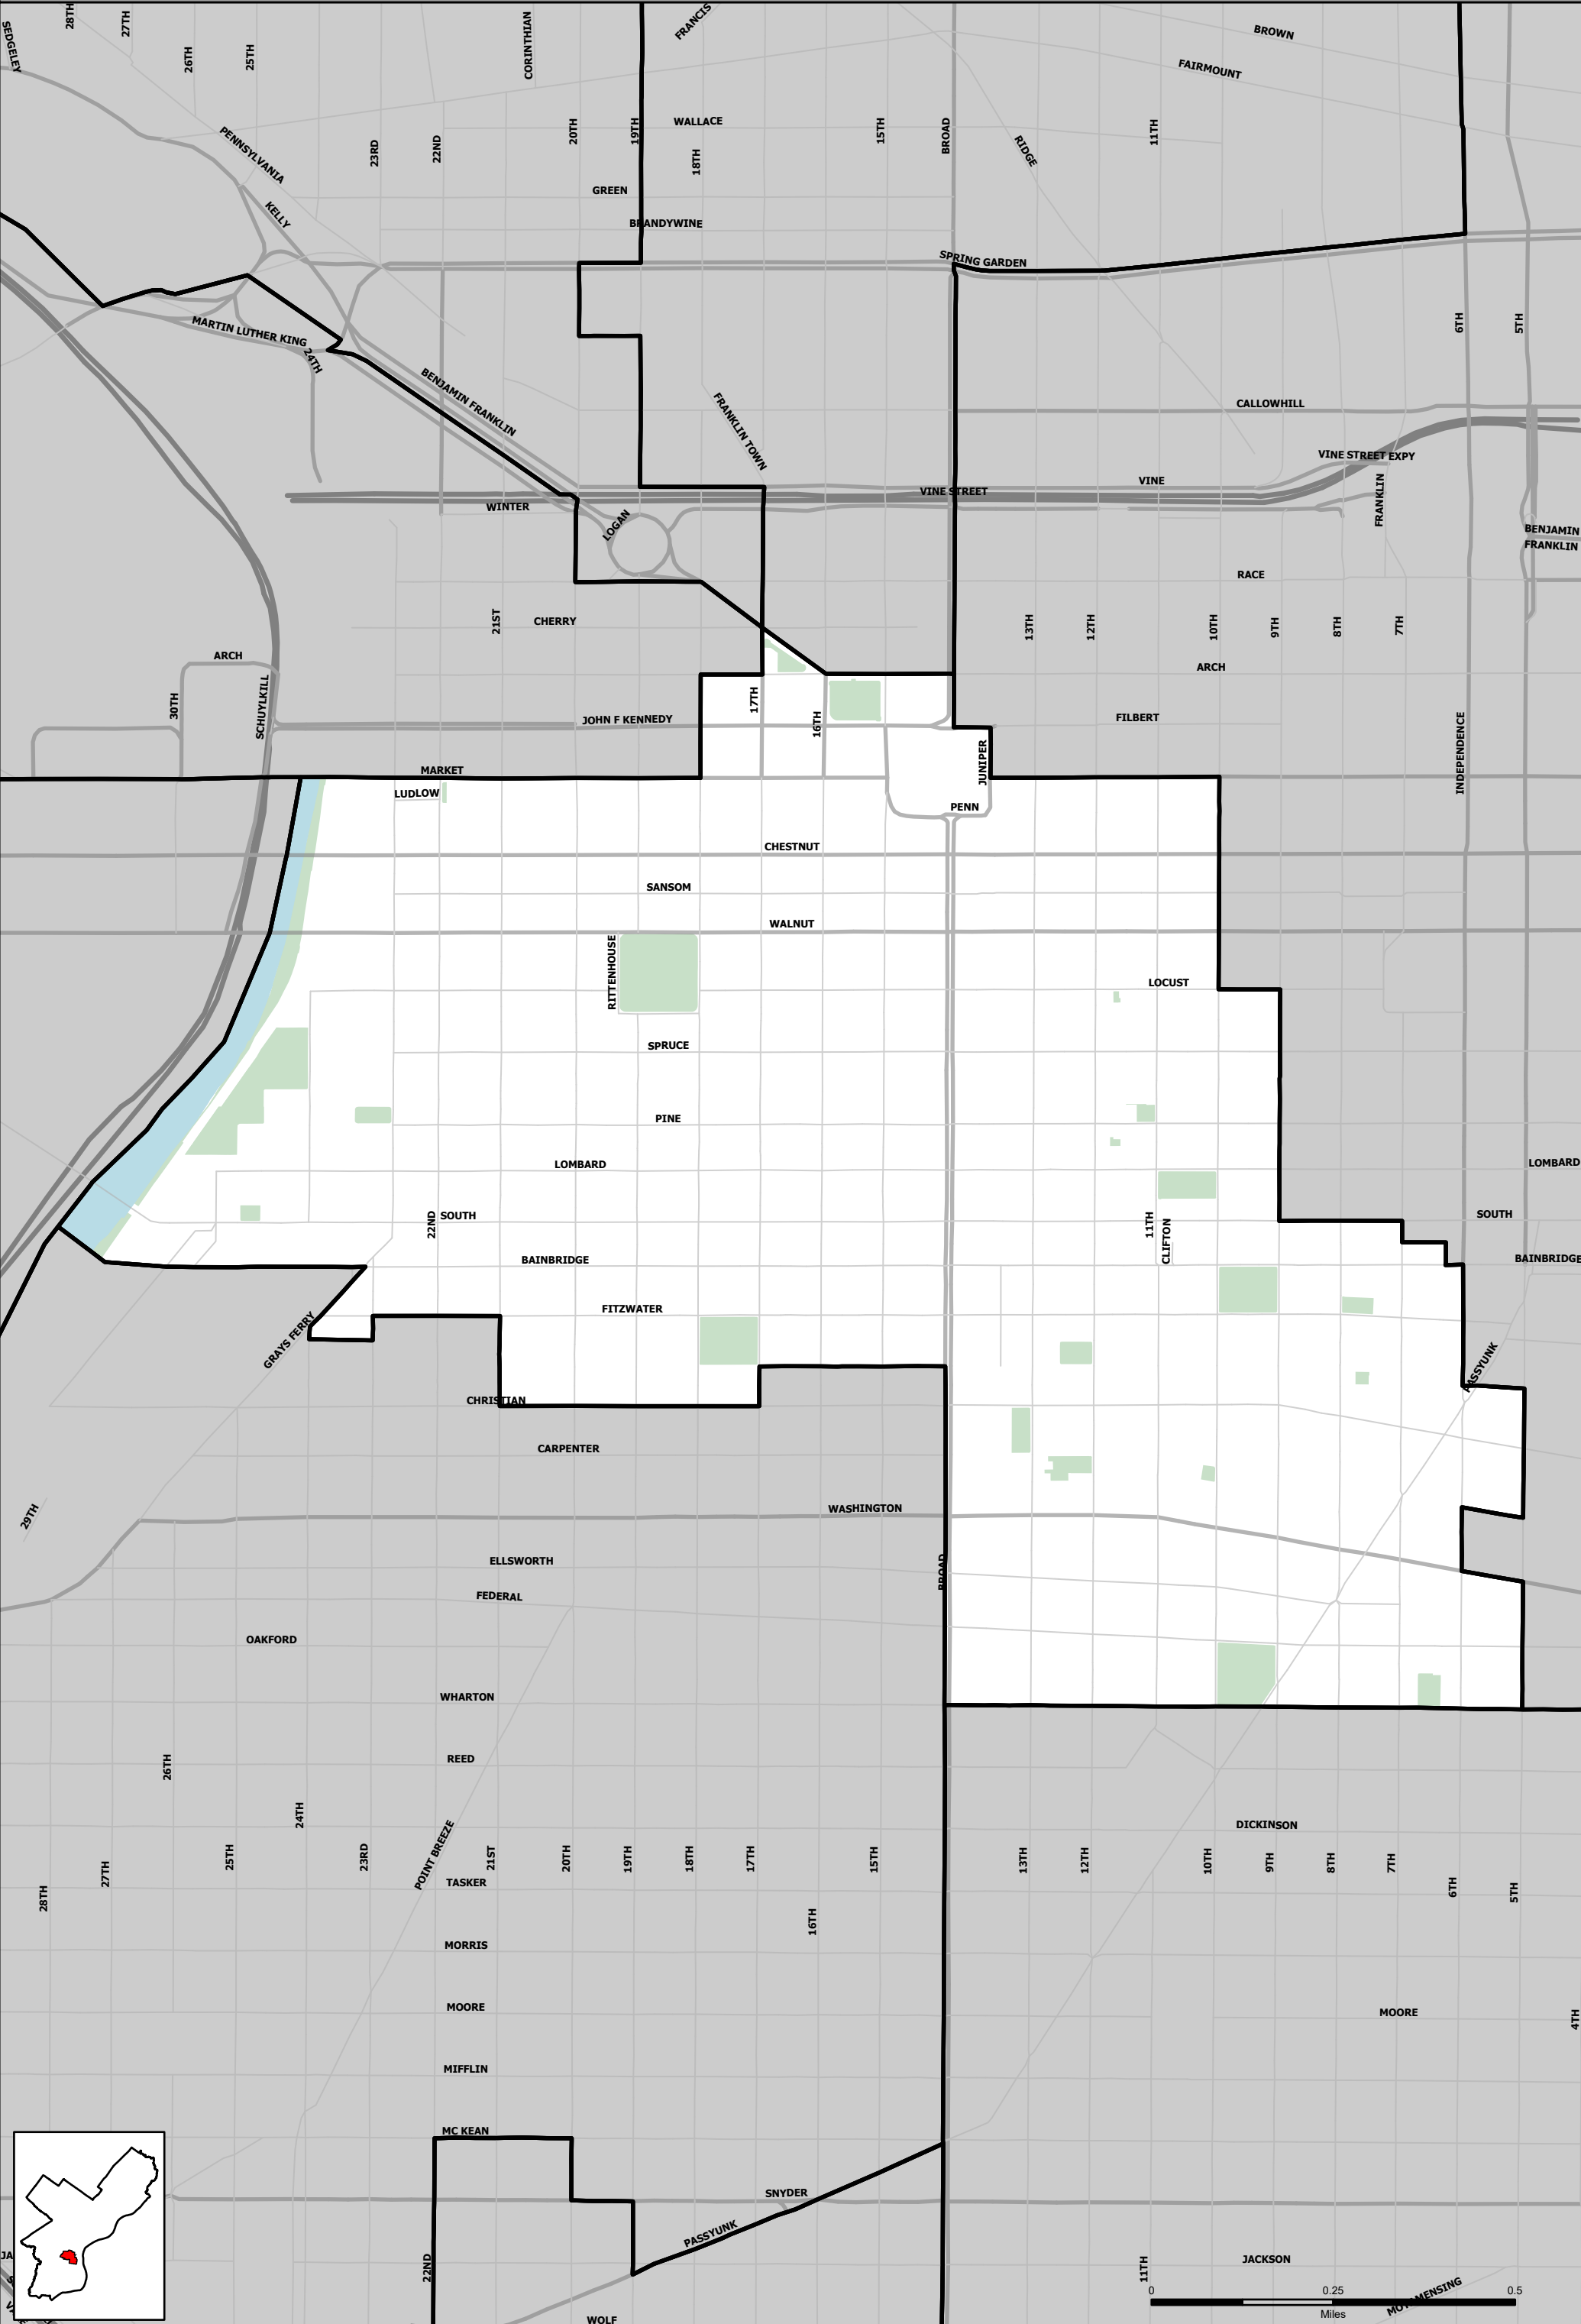 SEDGELEY
28TH
27TH
26TH
25TH
CORINTHIAN
FRANCIS
BROWN
FAIRMOUNT
PENNSYLVANIA
23RD
22ND
20TH
19TH
WALLACE
18TH
15TH
BROAD
RIDGE
11TH
GREEN
KELLY
BRANDYWINE
SPRING GARDEN
MARTIN LUTHER KING
24TH
6TH
5TH
BENJAMIN FRANKLIN
FRANKLIN TOWN
CALLOWHILL
VINE STREET EXPY
VINE
VINE STREET
FRANKLIN
WINTER
LOGAN
BENJAMIN
FRANKLIN
RACE
21ST
CHERRY
13TH
12TH
10TH
9TH
8TH
7TH
ARCH
ARCH
30TH
SCHUYLKILL
17TH
16TH
JOHN F KENNEDY
FILBERT
INDEPENDENCE
JUNIPER
MARKET
LUDLOW
PENN
CHESTNUT
SANSOM
WALNUT
RITTENHOUSE
LOCUST
SPRUCE
PINE
LOMBARD
LOMBARD
22ND
SOUTH
11TH
CLIFTON
SOUTH
BAINBRIDGE
BAINBRIDGE
FITZWATER
GRAYS FERRY
PASSYUNK
CHRISTIAN
CARPENTER
29TH
WASHINGTON
ELLSWORTH
BROAD
FEDERAL
OAKFORD
WHARTON
26TH
REED
24TH
DICKINSON
28TH
27TH
25TH
23RD
POINT BREEZE
21ST
20TH
19TH
18TH
17TH
15TH
13TH
12TH
10TH
9TH
8TH
7TH
6TH
5TH
TASKER
16TH
MORRIS
MOORE
MOORE
4TH
MIFFLIN
MC KEAN
SNYDER
PASSYUNK
22ND
11TH
JACKSON
MOYAMENSING
JA
WOLF
0 0.25 0.5
Miles